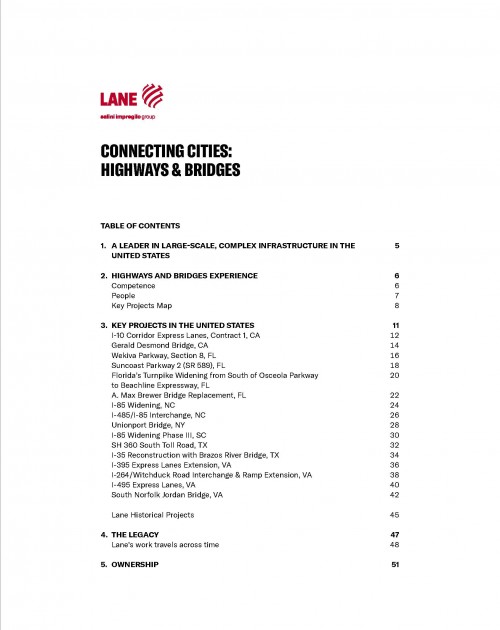 LANE
salini impregilo group
CONNECTING CITIES:
HIGHWAYS & BRIDGES
TABLE OF CONTENTS
1. A LEADER IN LARGE-SCALE, COMPLEX INFRASTRUCTURE IN THE 5
UNITED STATES
2. HIGHWAYS AND BRIDGES EXPERIENCE 6
Competence 6
People 7
Key Projects Map 8
3. KEY PROJECTS IN THE UNITED STATES 11
I-10 Corridor Express Lanes, Contract 1, CA 12
Gerald Desmond Bridge, CA 14
Wekiva Parkway, Section 8, FL 16
Suncoast Parkway 2 (SR 589), FL 18
Florida's Turnpike Widening from South of Osceola Parkway 20
to Beachline Expressway, FL
A. Max Brewer Bridge Replacement, FL 22
I-85 Widening, NC 24
I-485/I-85 Interchange, NC 26
Unionport Bridge, NY 28
I-85 Widening Phase III, SC 30
SH 360 South Toll Road, TX 32
I-35 Reconstruction with Brazos River Bridge, TX 34
I-395 Express Lanes Extension, VA 36
I-264/Witchduck Road Interchange & Ramp Extension, VA 38
I-495 Express Lanes, VA 40
South Norfolk Jordan Bridge, VA 42
Lane Historical Projects 45
4. THE LEGACY 47
Lane's work travels across time 48
5. OWNERSHIP 51